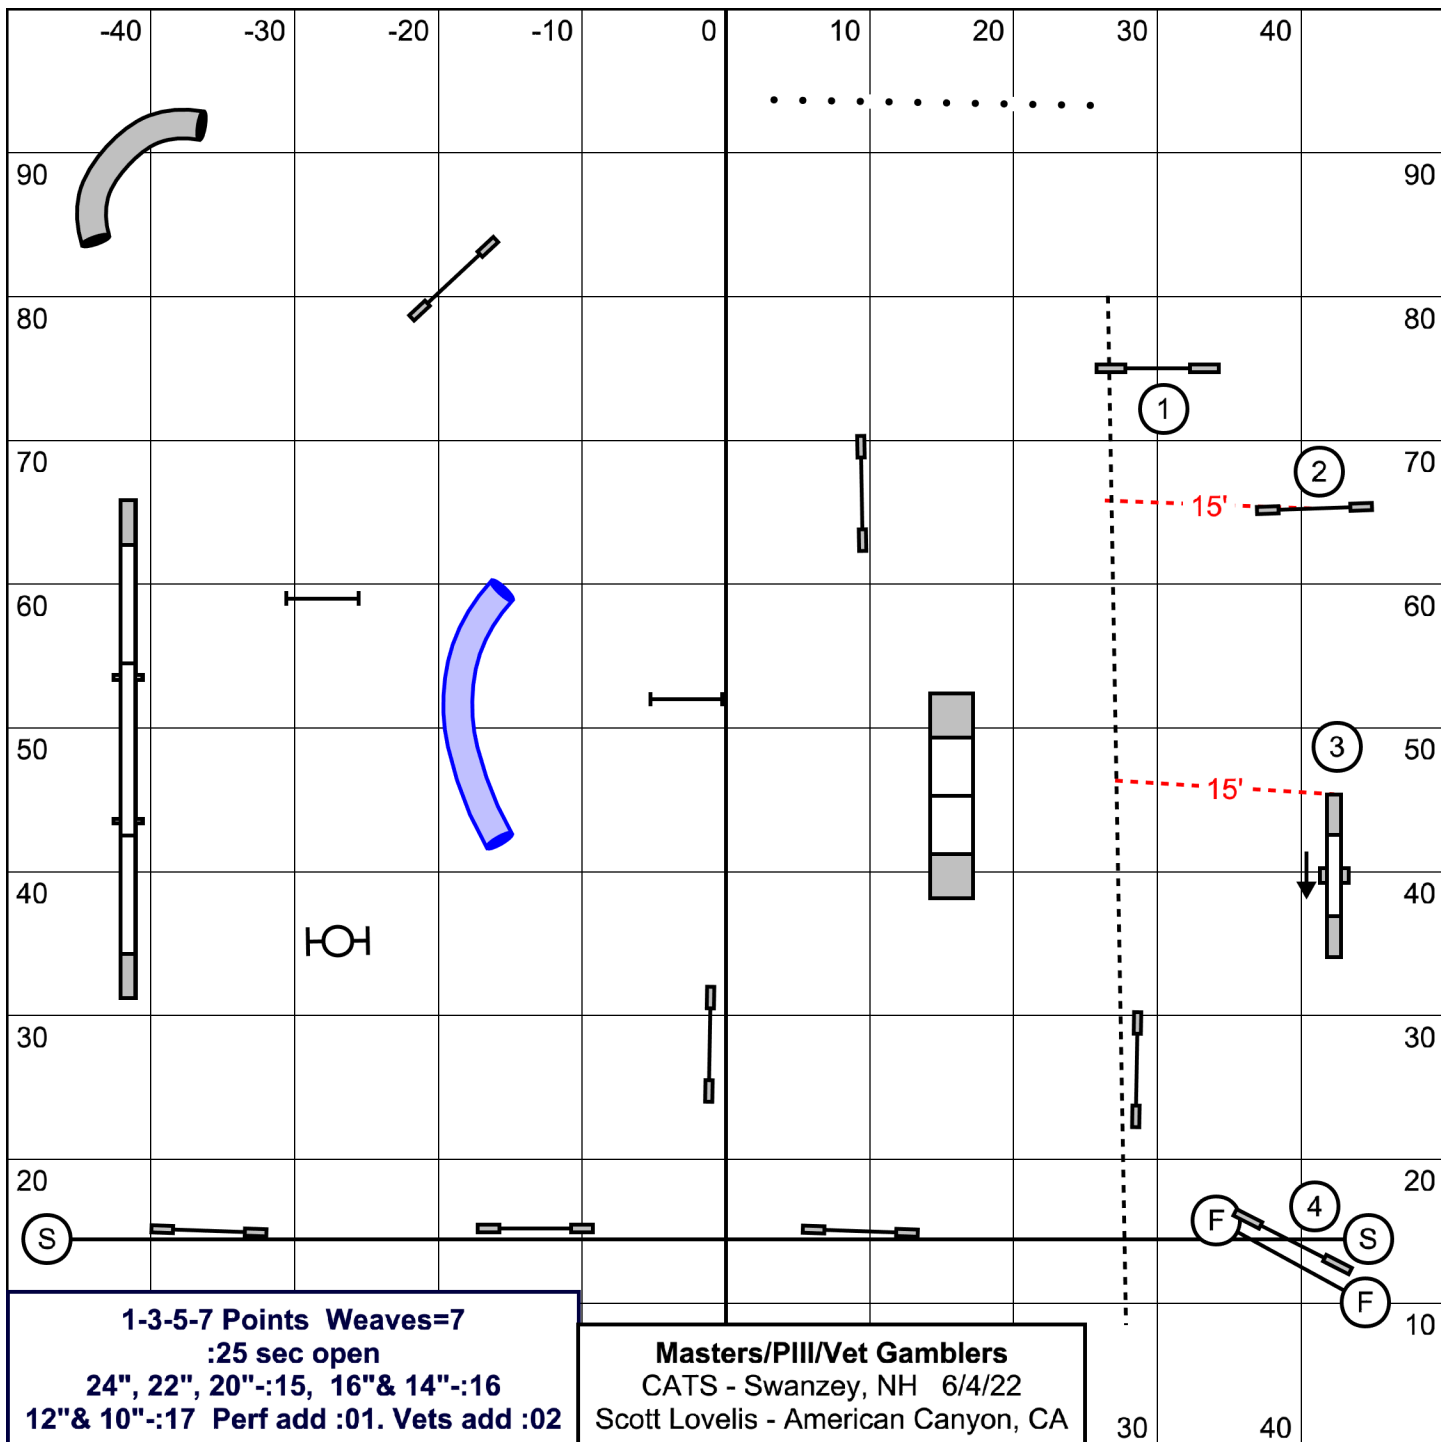 -40 -30 -20 -10 0 10 20 30 40
90 90
80 80
1
70 70
2
15'
60 60
50 50
3
15'
40 40
30 30
20 20
4
F
S S
F
10
1-3-5-7 Points Weaves=7
:25 sec open
24", 22", 20"-:15, 16"& 14"-:16
12"& 10"-:17 Perf add :01. Vets add :02
Masters/PIII/Vet Gamblers
CATS - Swanzey, NH 6/4/22
Scott Lovelis - American Canyon, CA
30 40